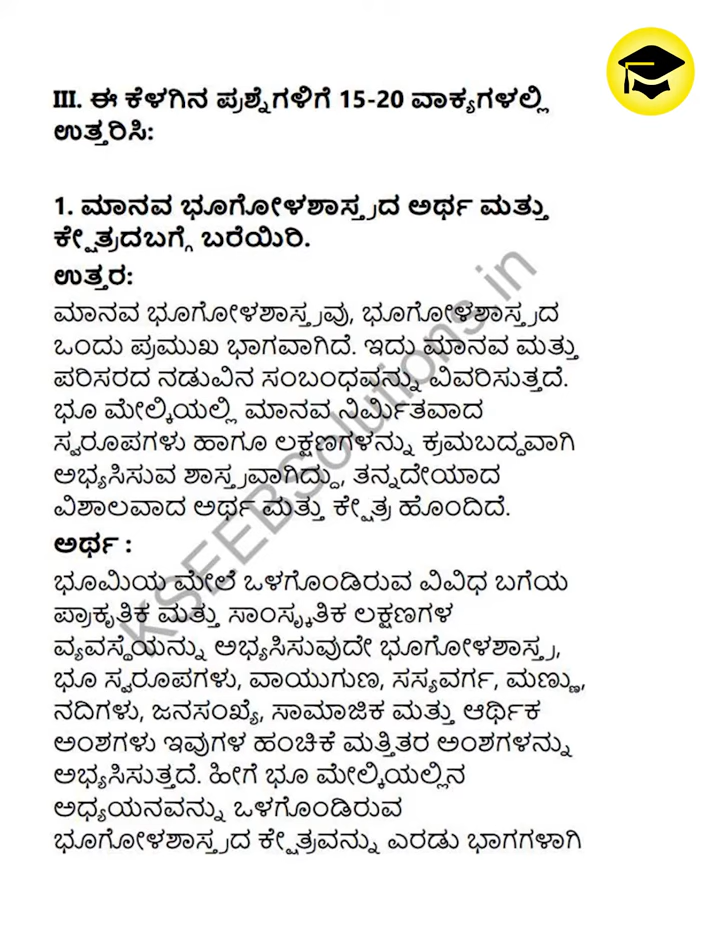 III. ಈ ಕೆಳಗಿನ ಪ್ರಶ್ನೆಗಳಿಗೆ 15-20 ವಾಕ್ಯಗಳಲ್ಲಿ
ಉತ್ತರಿಸಿ:
1. ಮಾನವ ಭೂಗೋಳಶಾಸ್ತ್ರದ ಅರ್ಥ ಮತ್ತು
ಕ್ಷೇತ್ರದಬಗ್ಗೆ ಬರೆಯಿರಿ.
ಉತ್ತರ:
ಮಾನವ ಭೂಗೋಳಶಾಸ್ತ್ರವು, ಭೂಗೋಳಶಾಸ್ತ್ರದ
ಒಂದು ಪ್ರಮುಖ ಭಾಗವಾಗಿದೆ. ಇದು ಮಾನವ ಮತ್ತು
ಪರಿಸರದ ನಡುವಿನ ಸಂಬಂಧವನ್ನು ವಿವರಿಸುತ್ತದೆ.
ಭೂ ಮೇಲ್ಕಿಯಲ್ಲಿ ಮಾನವ ನಿರ್ಮಿತವಾದ
ಸ್ವರೂಪಗಳು ಹಾಗೂ ಲಕ್ಷಣಗಳನ್ನು ಕ್ರಮಬದ್ಧವಾಗಿ
ಅಭ್ಯಸಿಸುವ ಶಾಸ್ತ್ರವಾಗಿದ್ದು, ತನ್ನದೇಯಾದ
ವಿಶಾಲವಾದ ಅರ್ಥ ಮತ್ತು ಕ್ಷೇತ್ರ ಹೊಂದಿದೆ.
ಅರ್ಥ :
ಭೂಮಿಯ ಮೇಲೆ ಒಳಗೊಂಡಿರುವ ವಿವಿಧ ಬಗೆಯ
ಪ್ರಾಕೃತಿಕ ಮತ್ತು ಸಾಂಸ್ಕೃತಿಕ ಲಕ್ಷಣಗಳ
ವ್ಯವಸ್ಥೆಯನ್ನು ಅಭ್ಯಸಿಸುವುದೇ ಭೂಗೋಳಶಾಸ್ತ್ರ,
ಭೂ ಸ್ವರೂಪಗಳು, ವಾಯುಗುಣ, ಸಸ್ಯವರ್ಗ, ಮಣ್ಣು,
ನದಿಗಳು, ಜನಸಂಖ್ಯೆ, ಸಾಮಾಜಿಕ ಮತ್ತು ಆರ್ಥಿಕ
ಅಂಶಗಳು ಇವುಗಳ ಹಂಚಿಕೆ ಮತ್ತಿತರ ಅಂಶಗಳನ್ನು
ಅಭ್ಯಸಿಸುತ್ತದೆ. ಹೀಗೆ ಭೂ ಮೇಲ್ಕಿಯಲ್ಲಿನ
ಅಧ್ಯಯನವನ್ನು ಒಳಗೊಂಡಿರುವ
ಭೂಗೋಳಶಾಸ್ತ್ರದ ಕ್ಷೇತ್ರವನ್ನು ಎರಡು ಭಾಗಗಳಾಗಿ
KSEEBSolutions.in